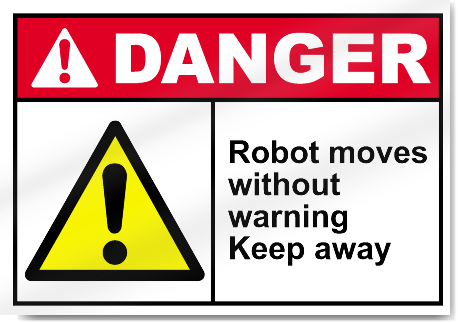 DANGER
Robot moves
without
warning
Keep away